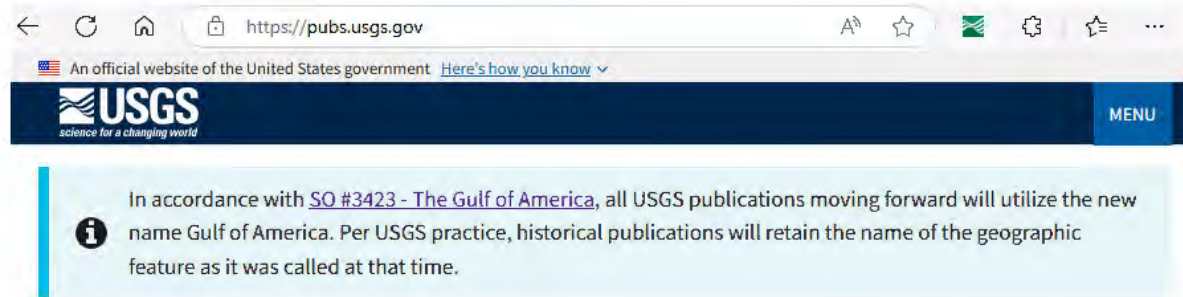 https://pubs.usgs.gov
An official website of the United States government Here's how you know
USGS
science for a changing world
MENU
In accordance with SO #3423 - The Gulf of America, all USGS publications moving forward will utilize the new
name Gulf of America. Per USGS practice, historical publications will retain the name of the geographic
feature as it was called at that time.